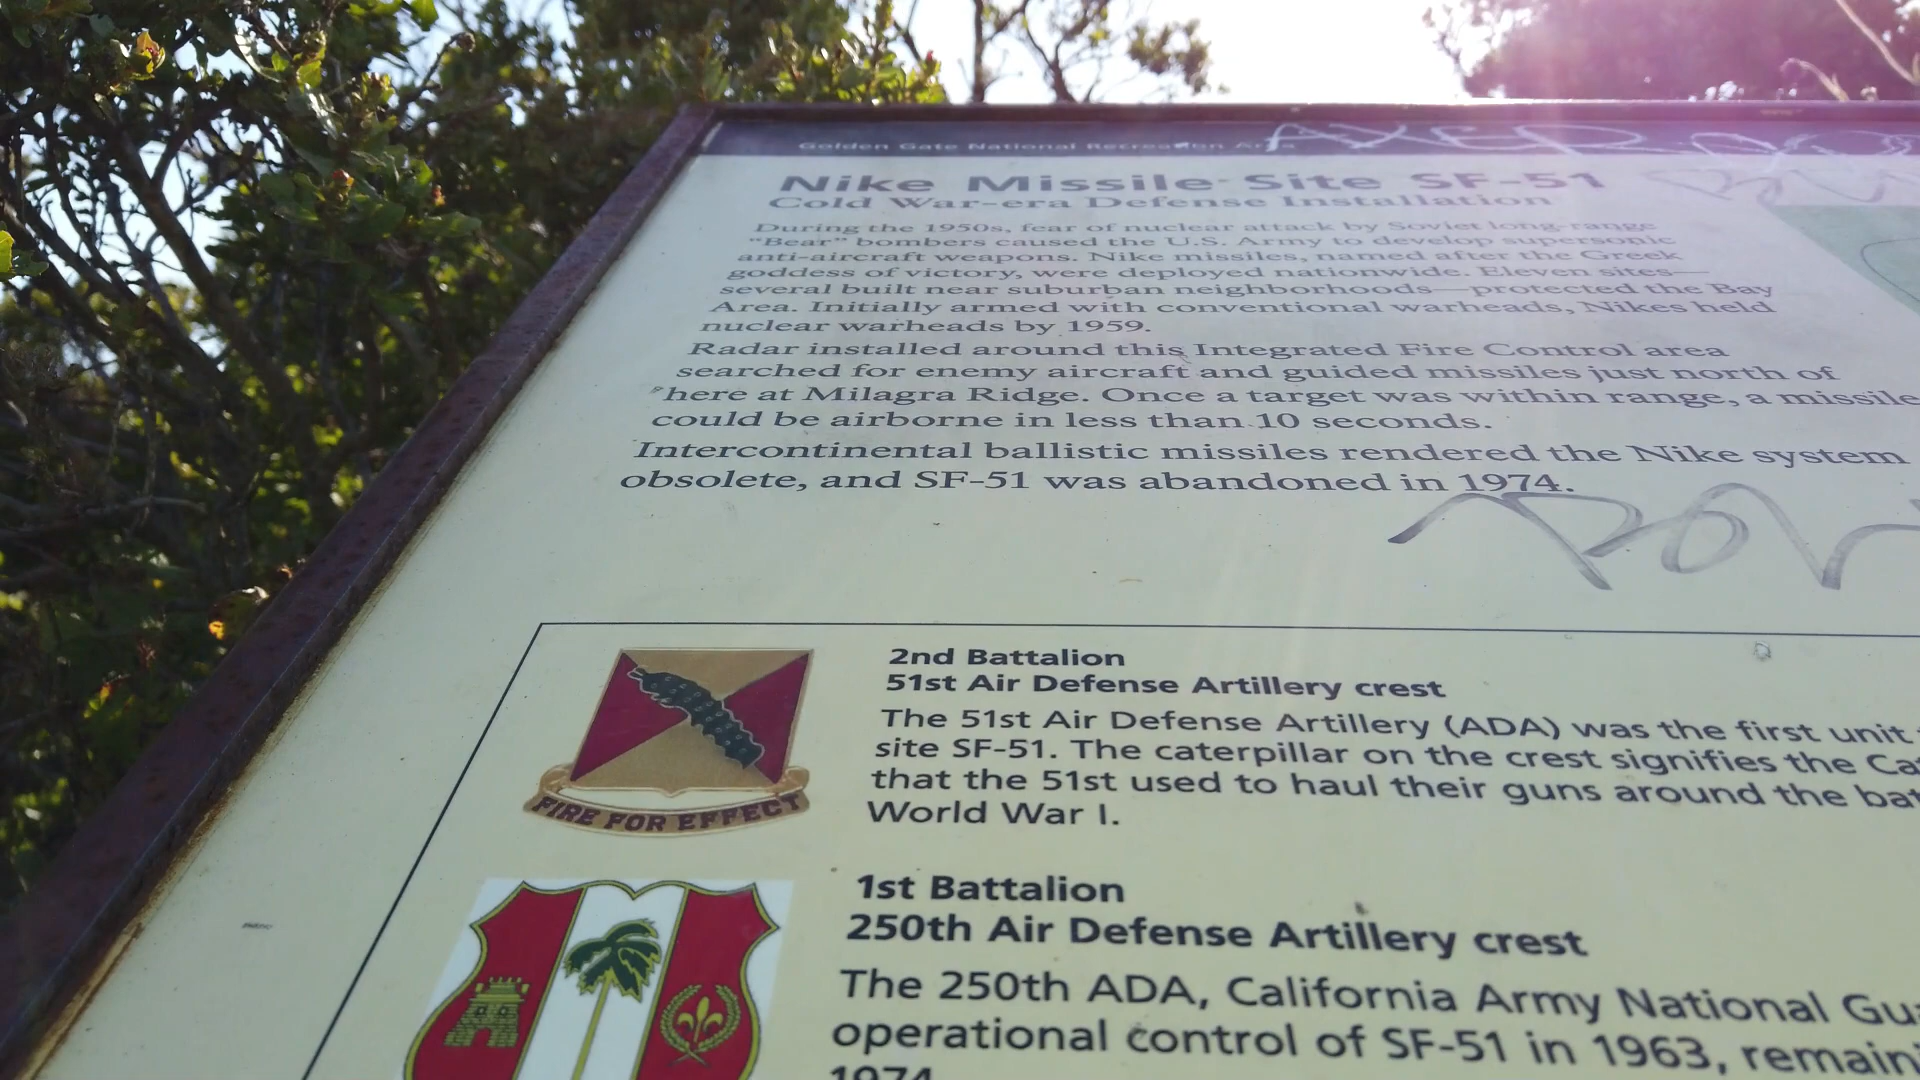 Golden Gate National Recreation Area
Nike Missile Site SF-51
Cold War-era Defense Installation
During the 1950s, fear of nuclear attack by Soviet long-range
"Bear" bombers caused the U.S. Army to develop supersonic
anti-aircraft weapons. Nike missiles, named after the Greek
goddess of victory, were deployed nationwide. Eleven sites—
several built near suburban neighborhoods—protected the Bay
Area. Initially armed with conventional warheads, Nikes held
nuclear warheads by 1959.
Radar installed around this Integrated Fire Control area
searched for enemy aircraft and guided missiles just north of
here at Milagra Ridge. Once a target was within range, a missile
could be airborne in less than 10 seconds.
Intercontinental ballistic missiles rendered the Nike system
obsolete, and SF-51 was abandoned in 1974.
2nd Battalion
51st Air Defense Artillery crest
The 51st Air Defense Artillery (ADA) was the first unit
site SF-51. The caterpillar on the crest signifies the Ca
that the 51st used to haul their guns around the bat
World War I.
FIRE FOR EFFECT
1st Battalion
250th Air Defense Artillery crest
The 250th ADA, California Army National Gu
operational control of SF-51 in 1963, remaini
1974